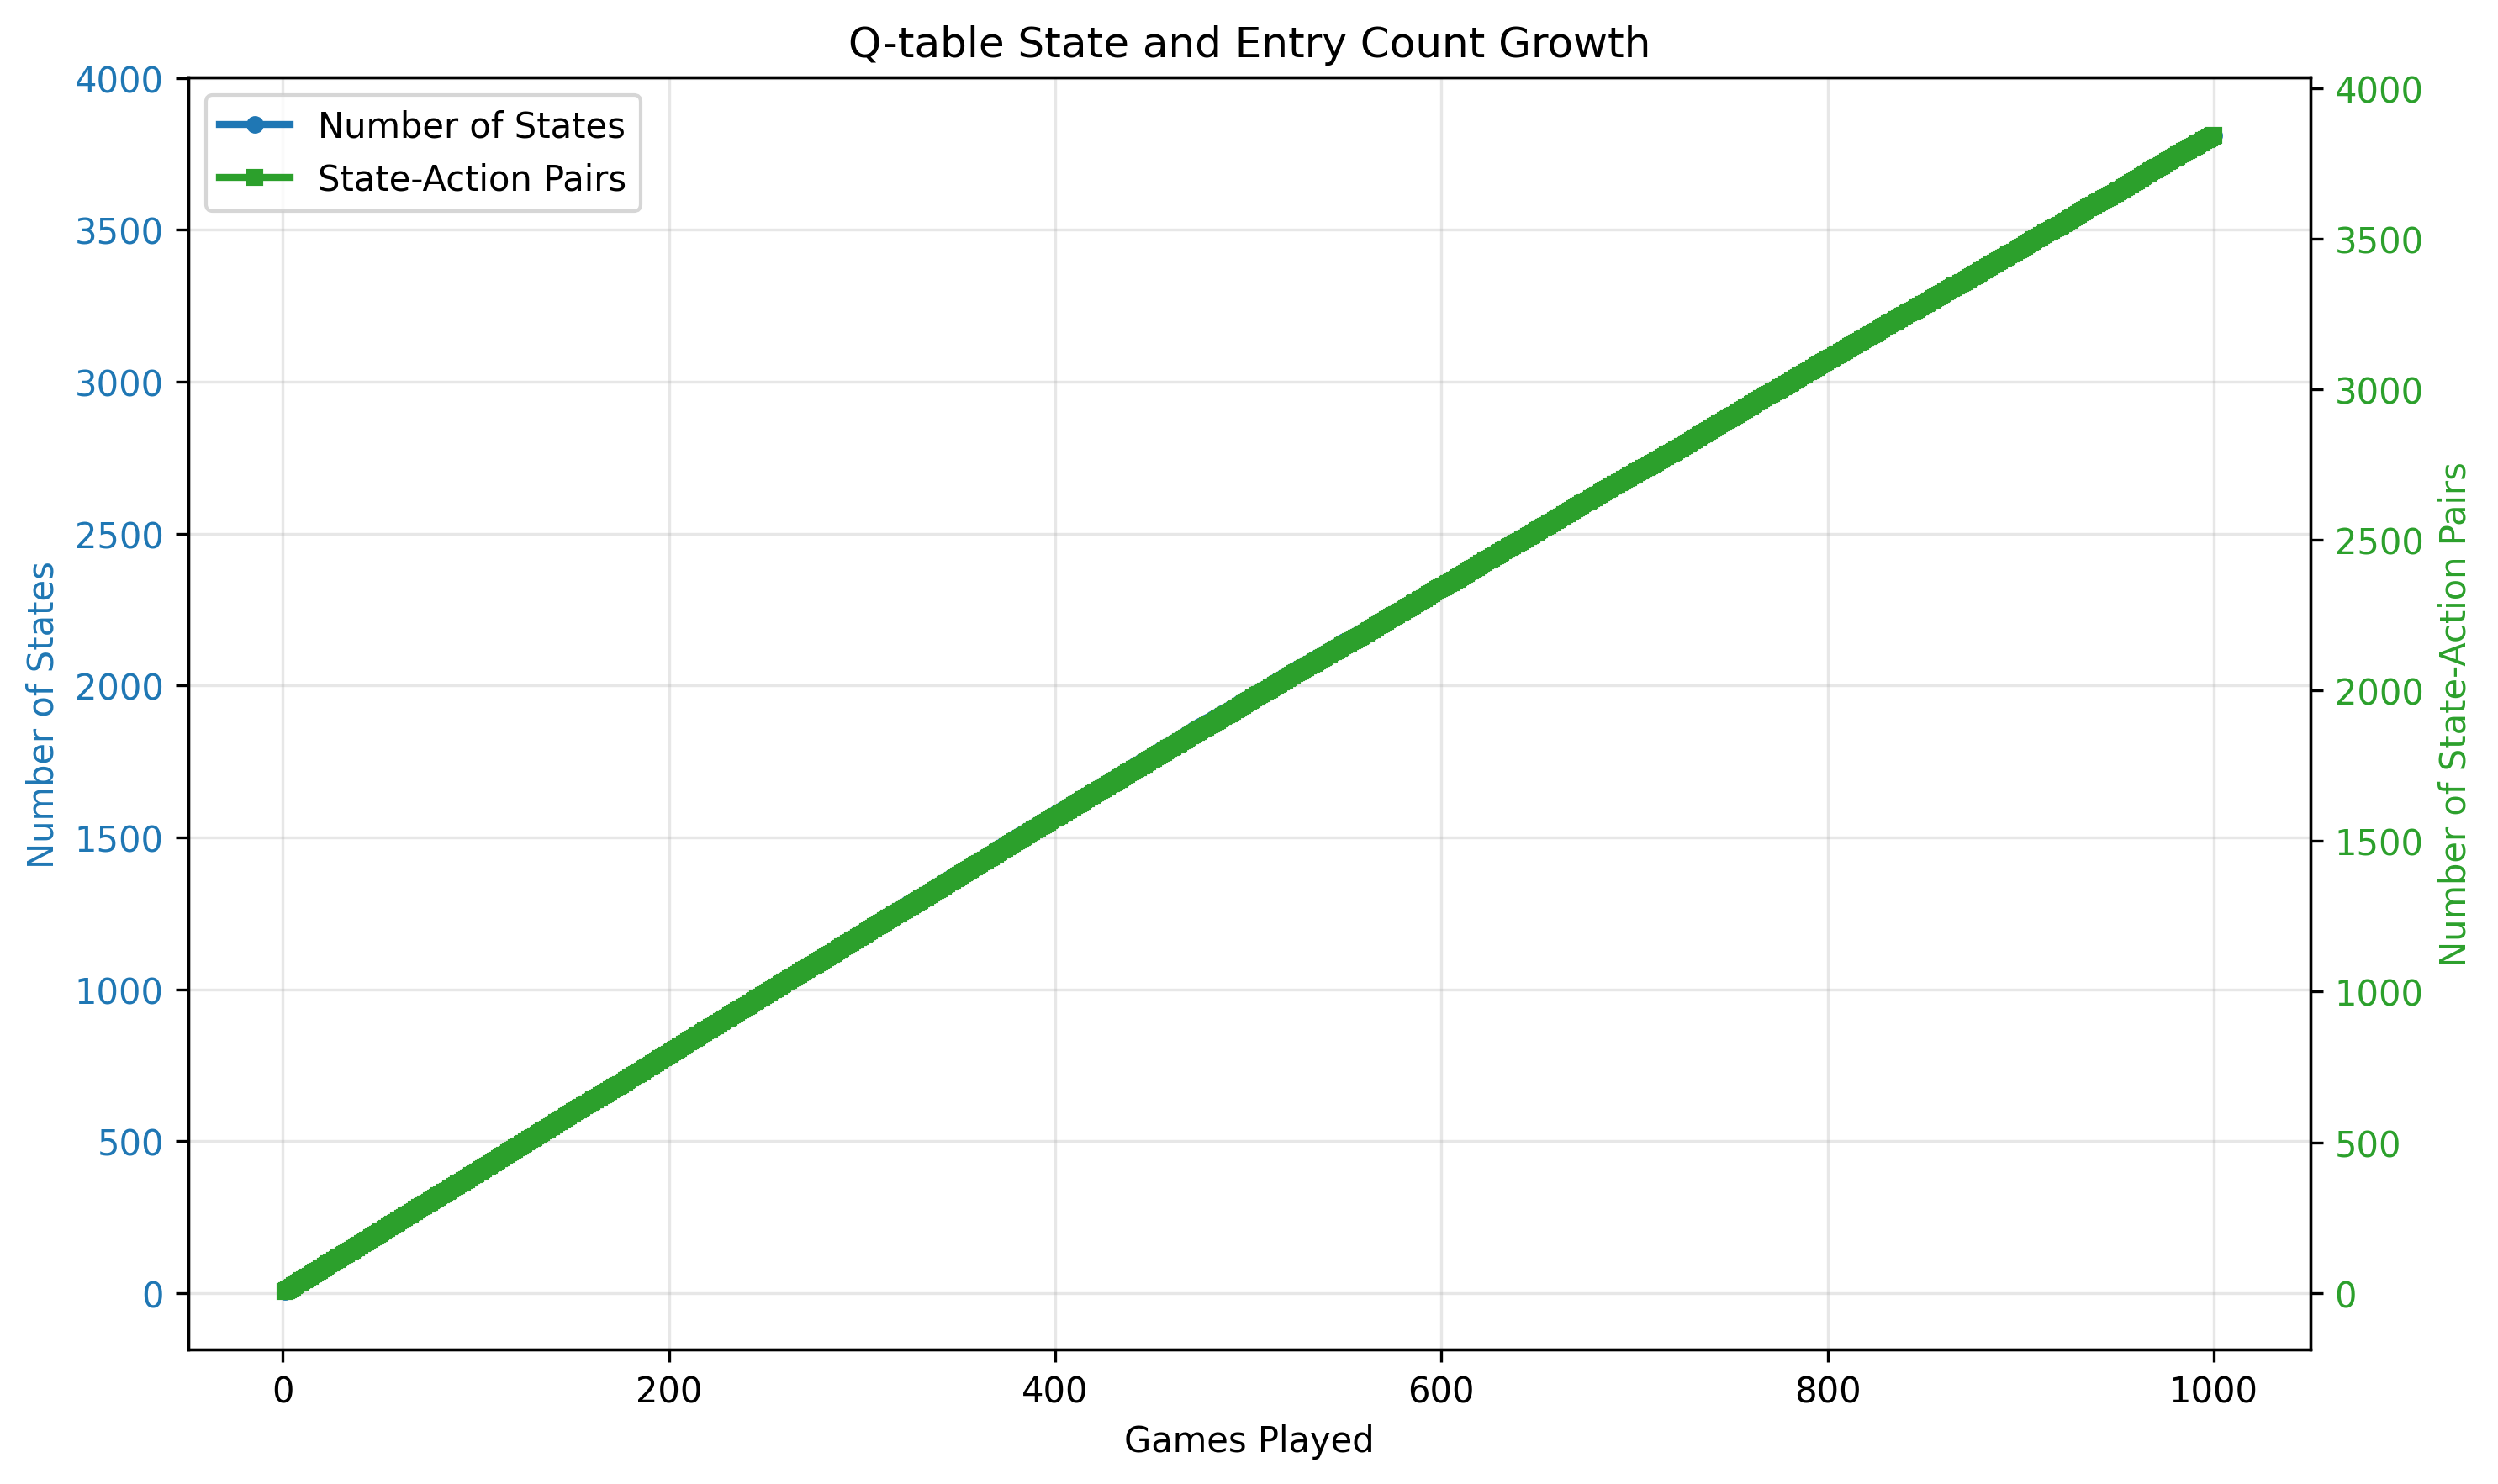 Q-table State and Entry Count Growth
Number of States
State-Action Pairs
4000
3500
3000
2500
2000
1500
1000
500
0
Number of States
4000
3500
3000
2500
2000
1500
1000
500
0
Number of State-Action Pairs
0 200 400 600 800 1000
Games Played